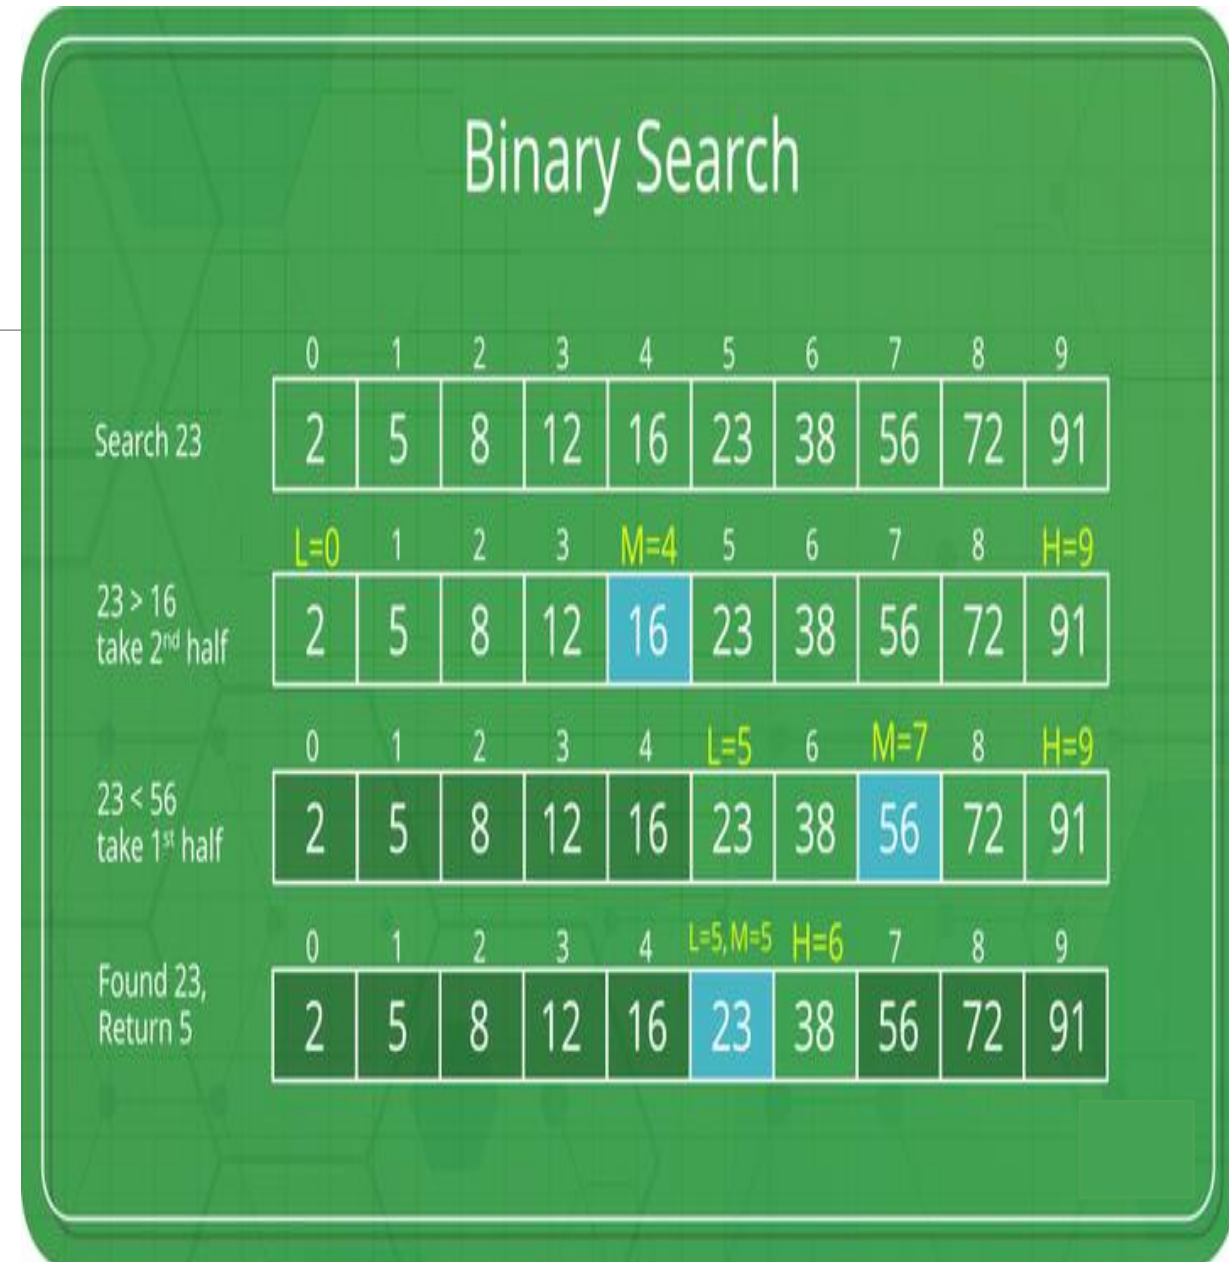 Binary Search
0 1 2 3 4 5 6 7 8 9
Search 23 2 5 8 12 16 23 38 56 72 91
L=0 1 2 3 M=4 5 6 7 8 H=9
23 > 16
take 2nd half
2 5 8 12 16 23 38 56 72 91
0 1 2 3 4 L=5 6 M=7 8 H=9
23 < 56
take 1st half
2 5 8 12 16 23 38 56 72 91
0 1 2 3 4 L=5, M=5 H=6 7 8 9
Found 23,
Return 5
2 5 8 12 16 23 38 56 72 91